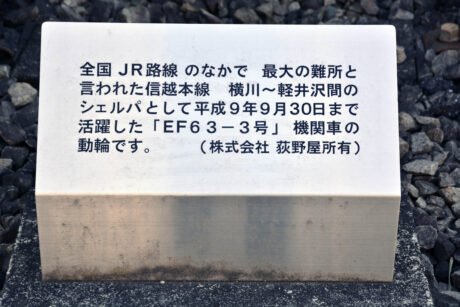 全国 JR路線 のなかで 最大の難所と
言われた信越本線 横川～軽井沢間の
シェルパとして平成9年9月30日まで
活躍した「EF63－3号」機関車の
動輪です。 （株式会社 荻野屋所有）